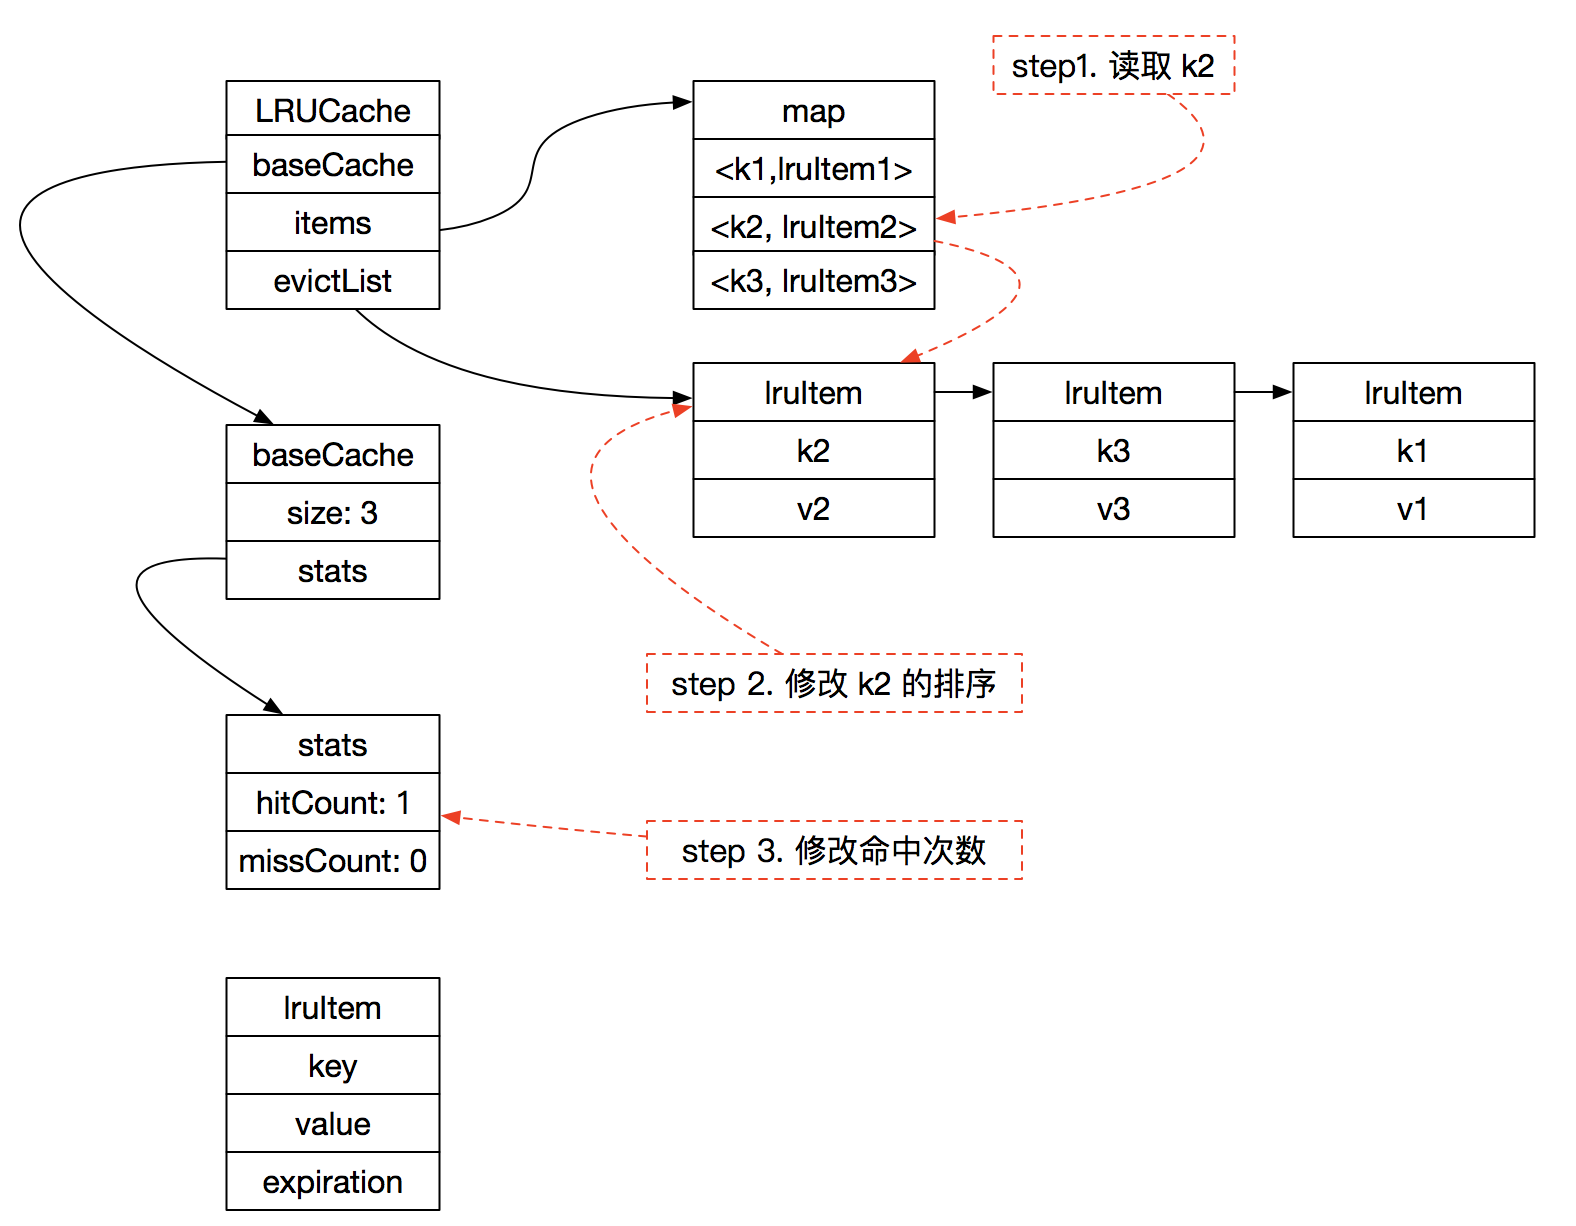 step1. 读取 k2
LRUCache
baseCache
items
evictList
map
<k1,lruItem1>
<k2, lruItem2>
<k3, lruItem3>
lruItem
k2
v2
lruItem
k3
v3
lruItem
k1
v1
baseCache
size: 3
stats
step 2. 修改 k2 的排序
stats
hitCount: 1
missCount: 0
step 3. 修改命中次数
lruItem
key
value
expiration